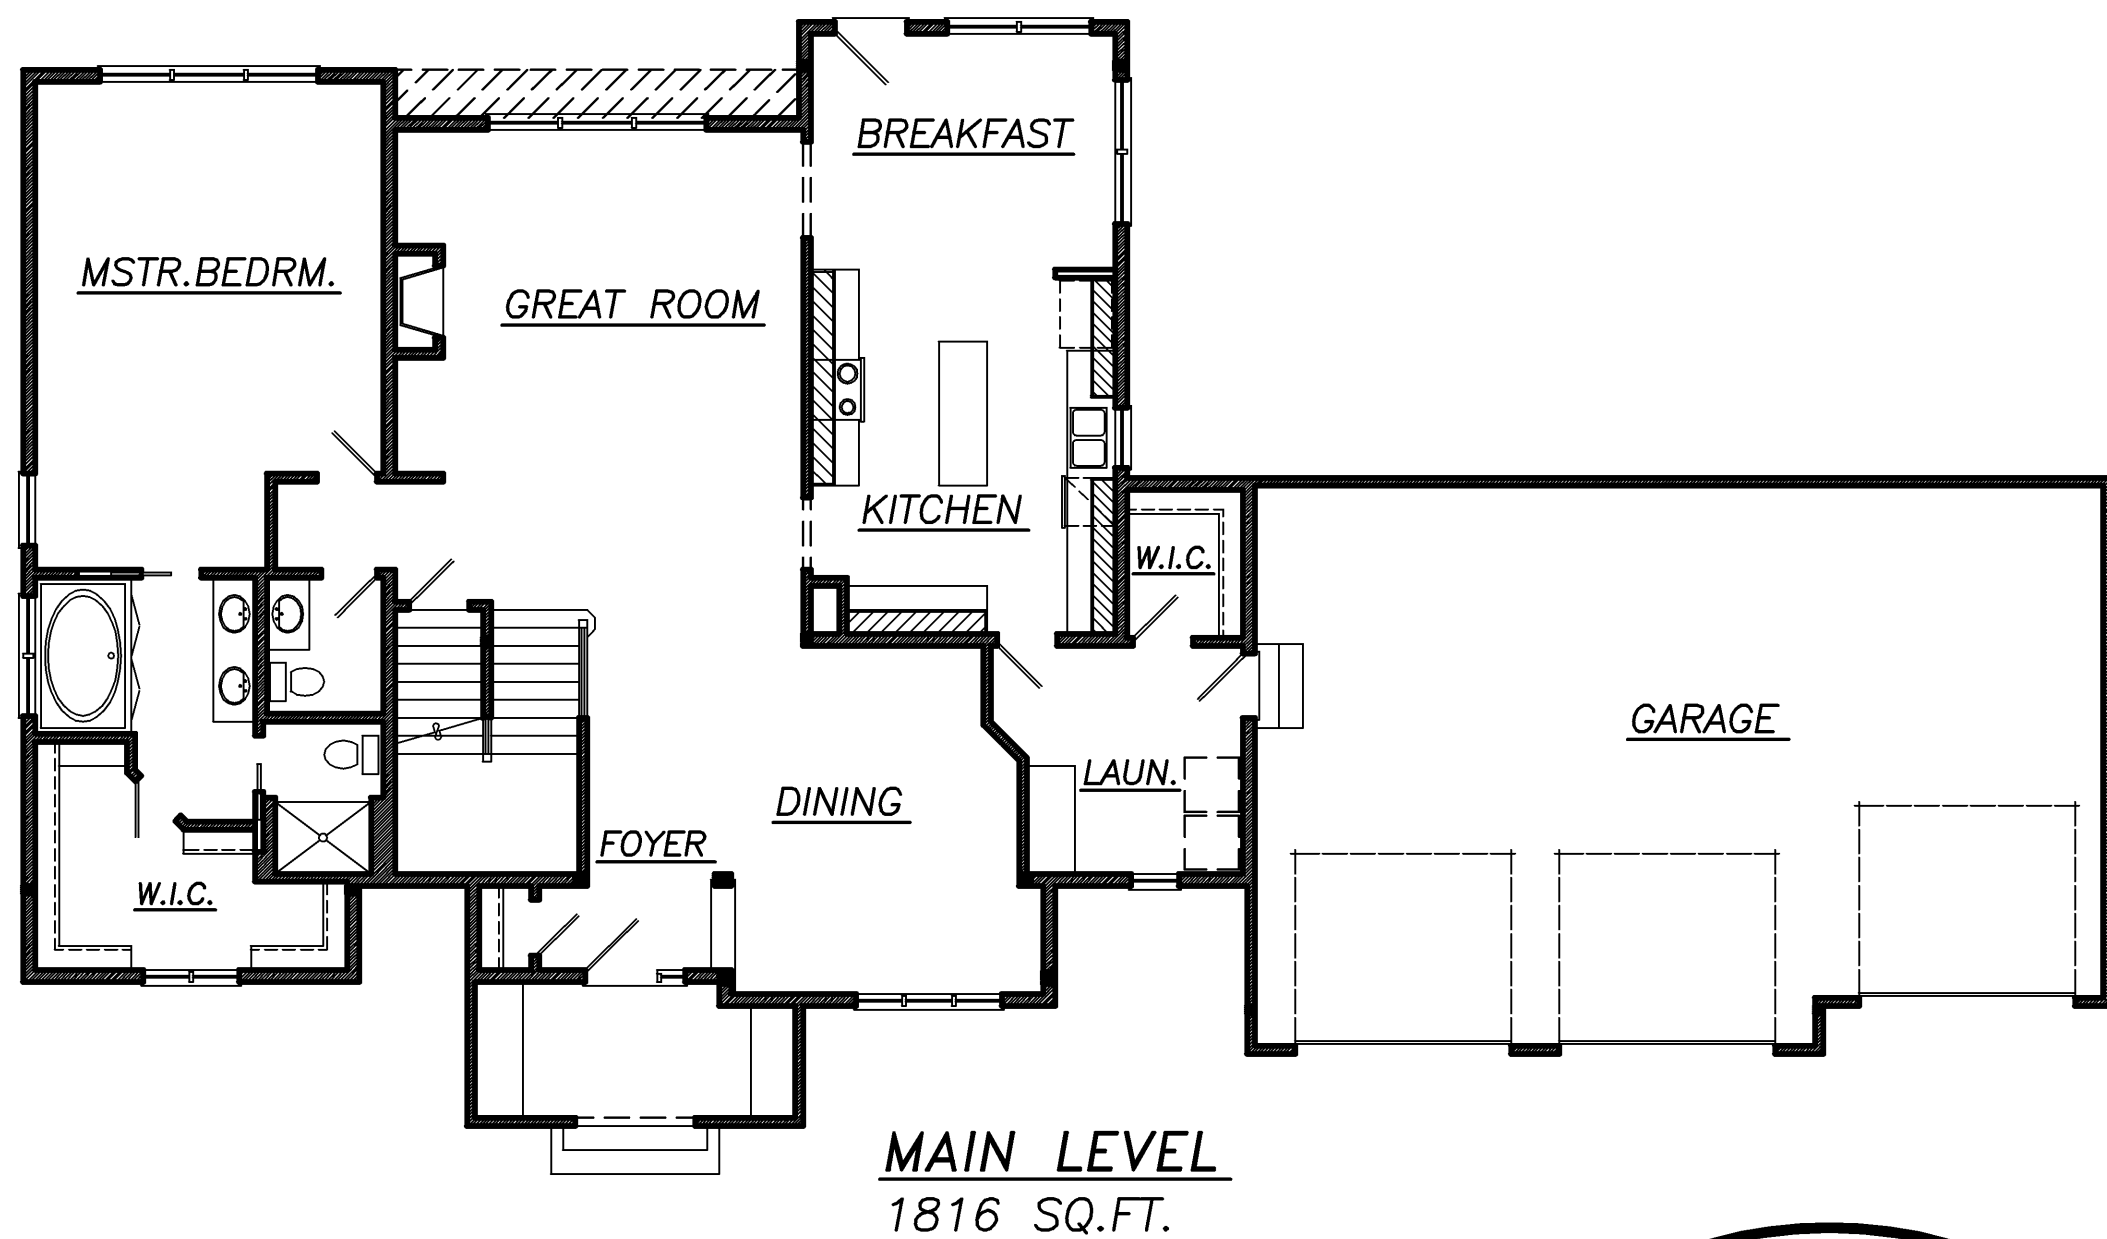 BREAKFAST
MSTR.BEDRM.
GREAT ROOM
KITCHEN
W.I.C.
GARAGE
LAUN.
DINING
FOYER
W.I.C.
MAIN LEVEL
1816 SQ.FT.